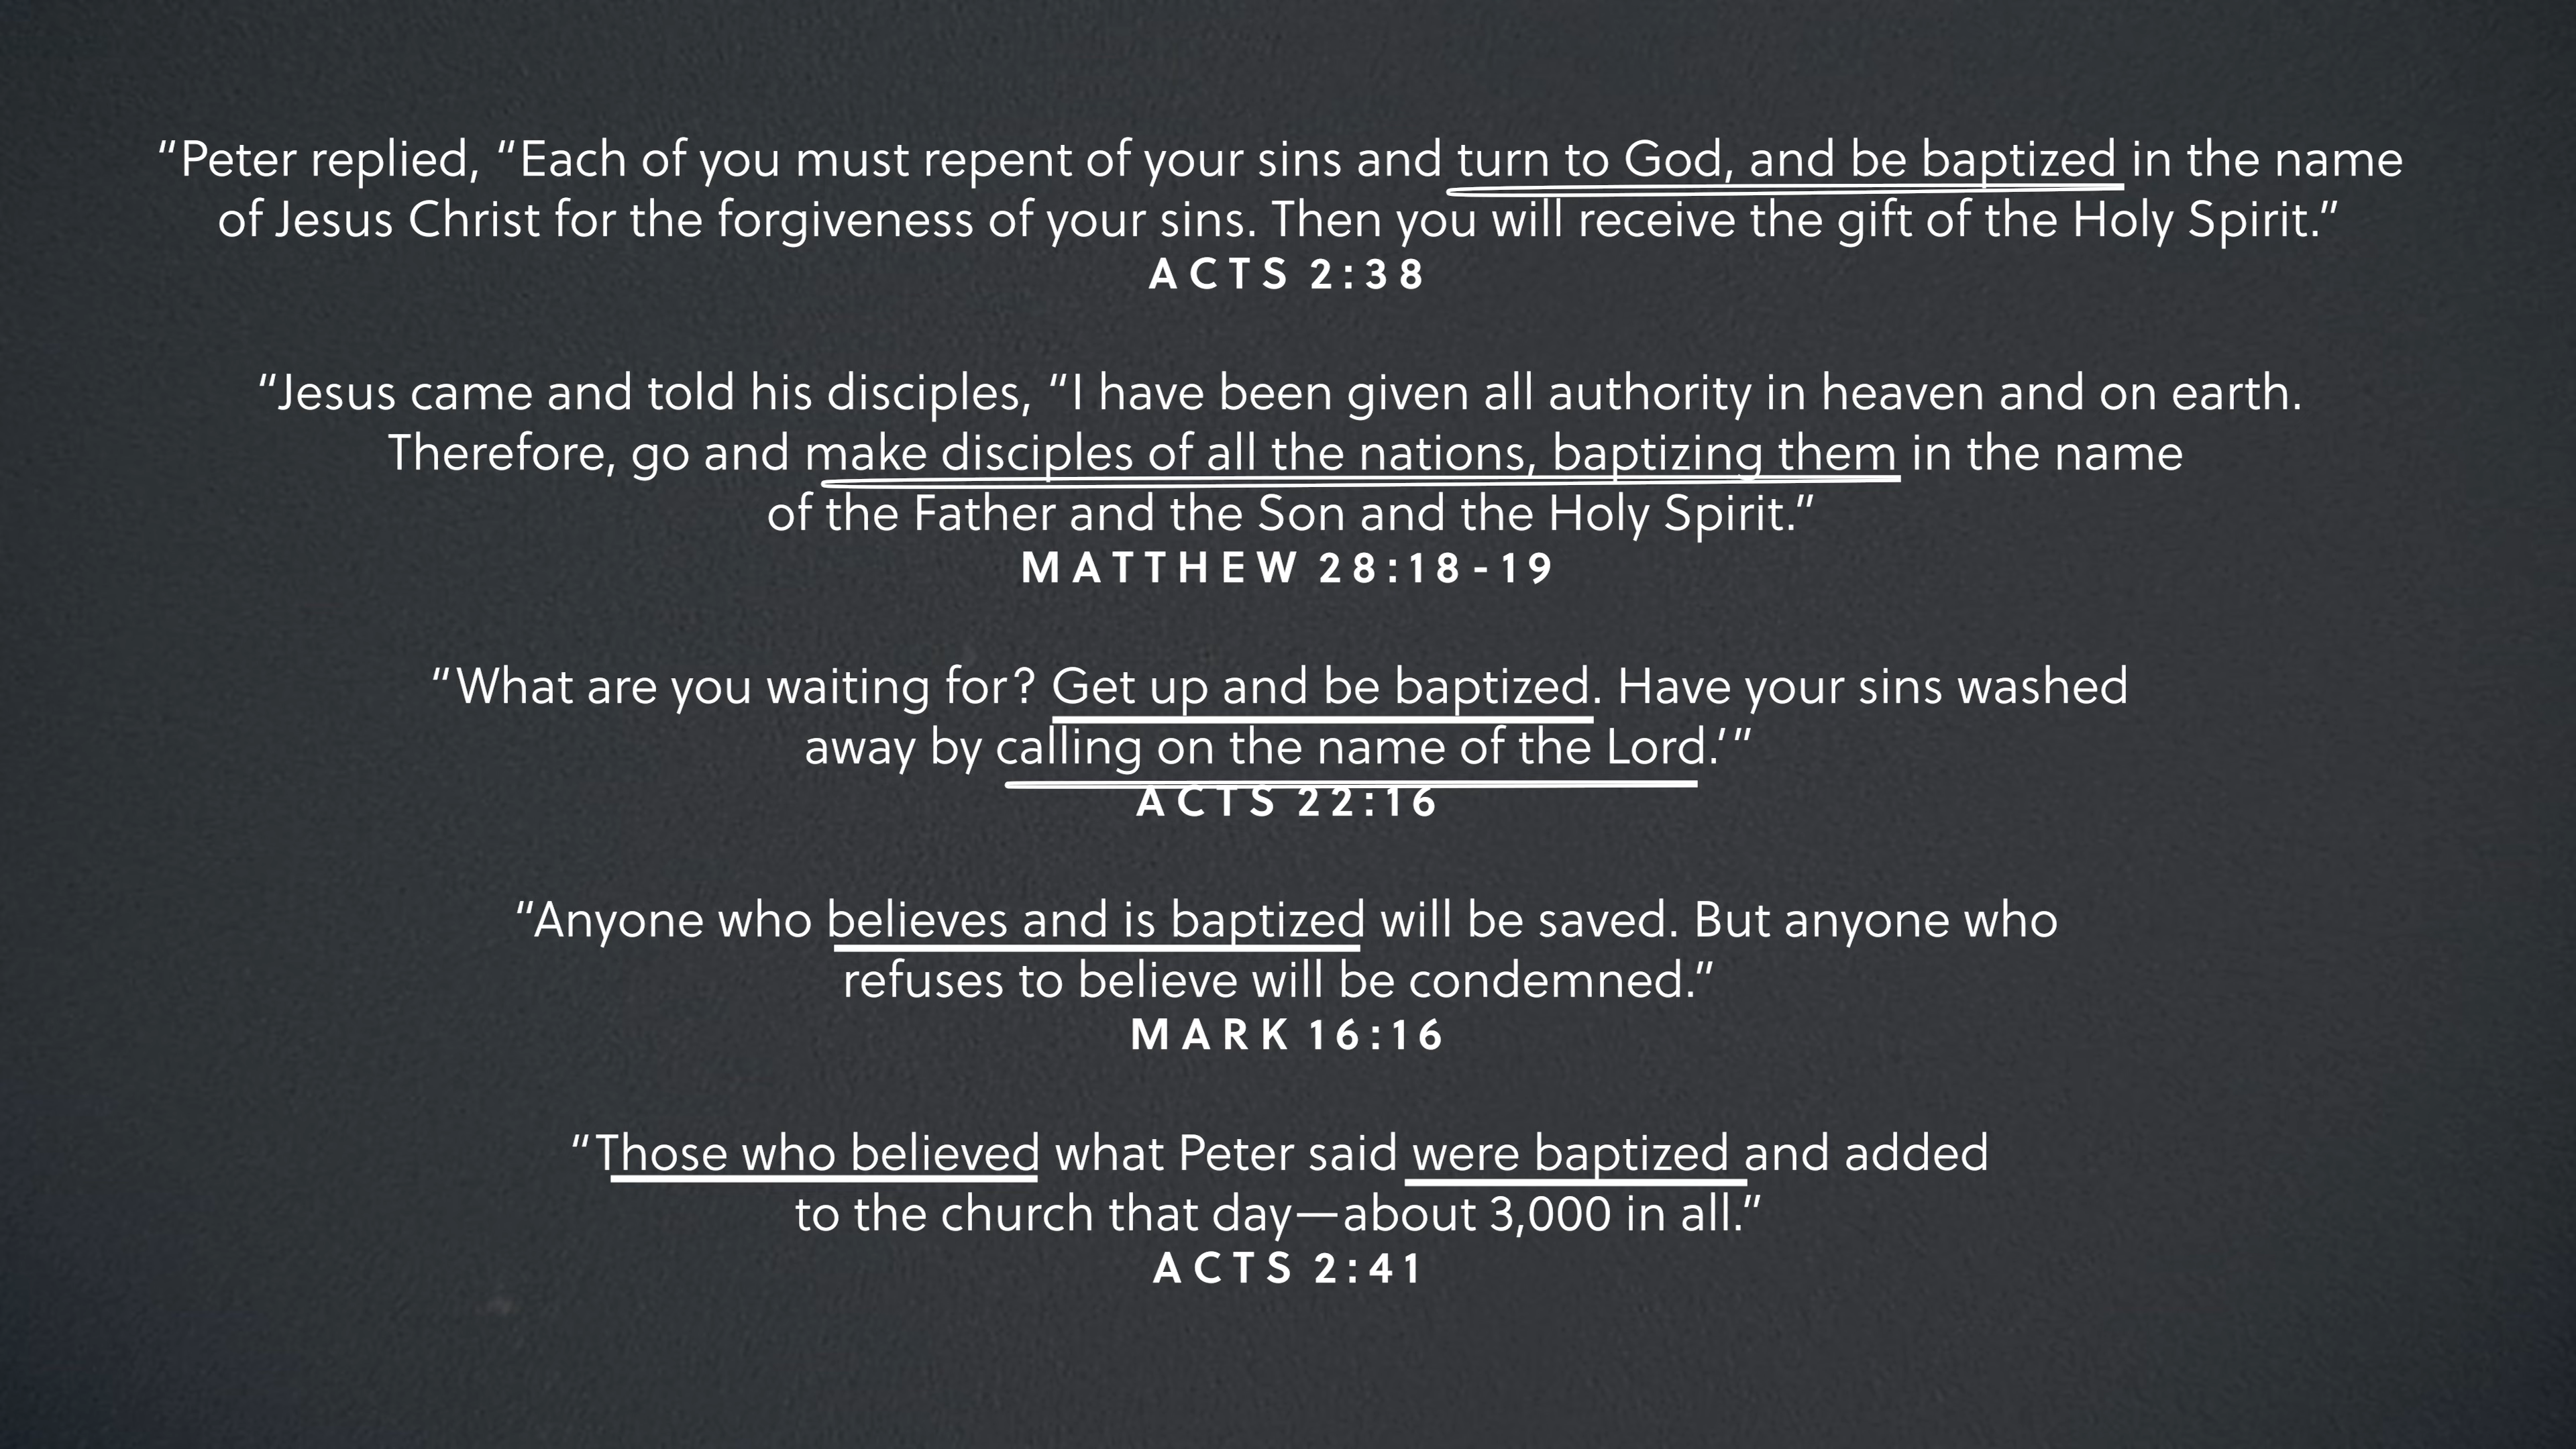 “Peter replied, “Each of you must repent of your sins and turn to God, and be baptized in the name
of Jesus Christ for the forgiveness of your sins. Then you will receive the gift of the Holy Spirit.”
ACTS 2:38
“Jesus came and told his disciples, “I have been given all authority in heaven and on earth.
Therefore, go and make disciples of all the nations, baptizing them in the name
of the Father and the Son and the Holy Spirit.”
MATTHEW 28:18-19
“What are you waiting for? Get up and be baptized. Have your sins washed
away by calling on the name of the Lord.’”
ACTS 22:16
“Anyone who believes and is baptized will be saved. But anyone who
refuses to believe will be condemned.”
MARK 16:16
“Those who believed what Peter said were baptized and added
to the church that day—about 3,000 in all.”
ACTS 2:41